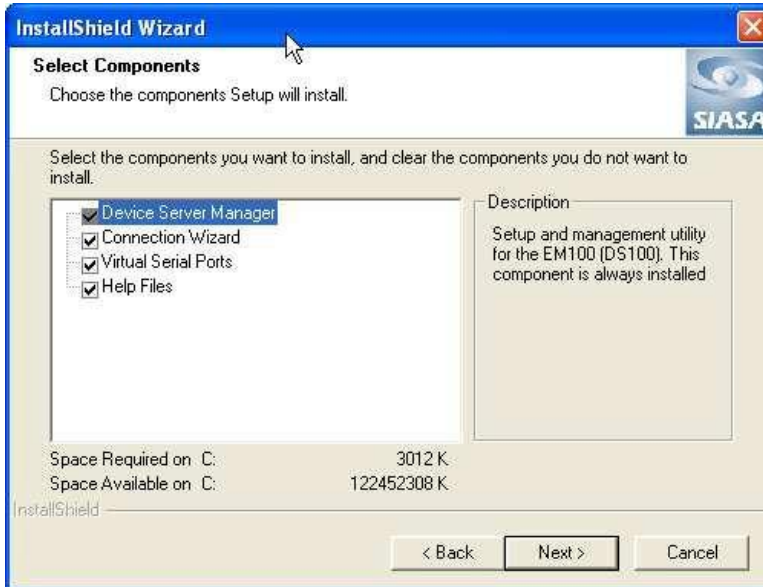 InstallShield Wizard
Select Components
Choose the components Setup will install.
SIASA
Select the components you want to install, and clear the components you do not want to
install.
Device Server Manager
Connection Wizard
Virtual Serial Ports
Help Files
Description
Setup and management utility
for the EM100 (DS100). This
component is always installed
Space Required on C: 3012 K
Space Available on C: 122452308 K
InstallShield
< Back Next > Cancel